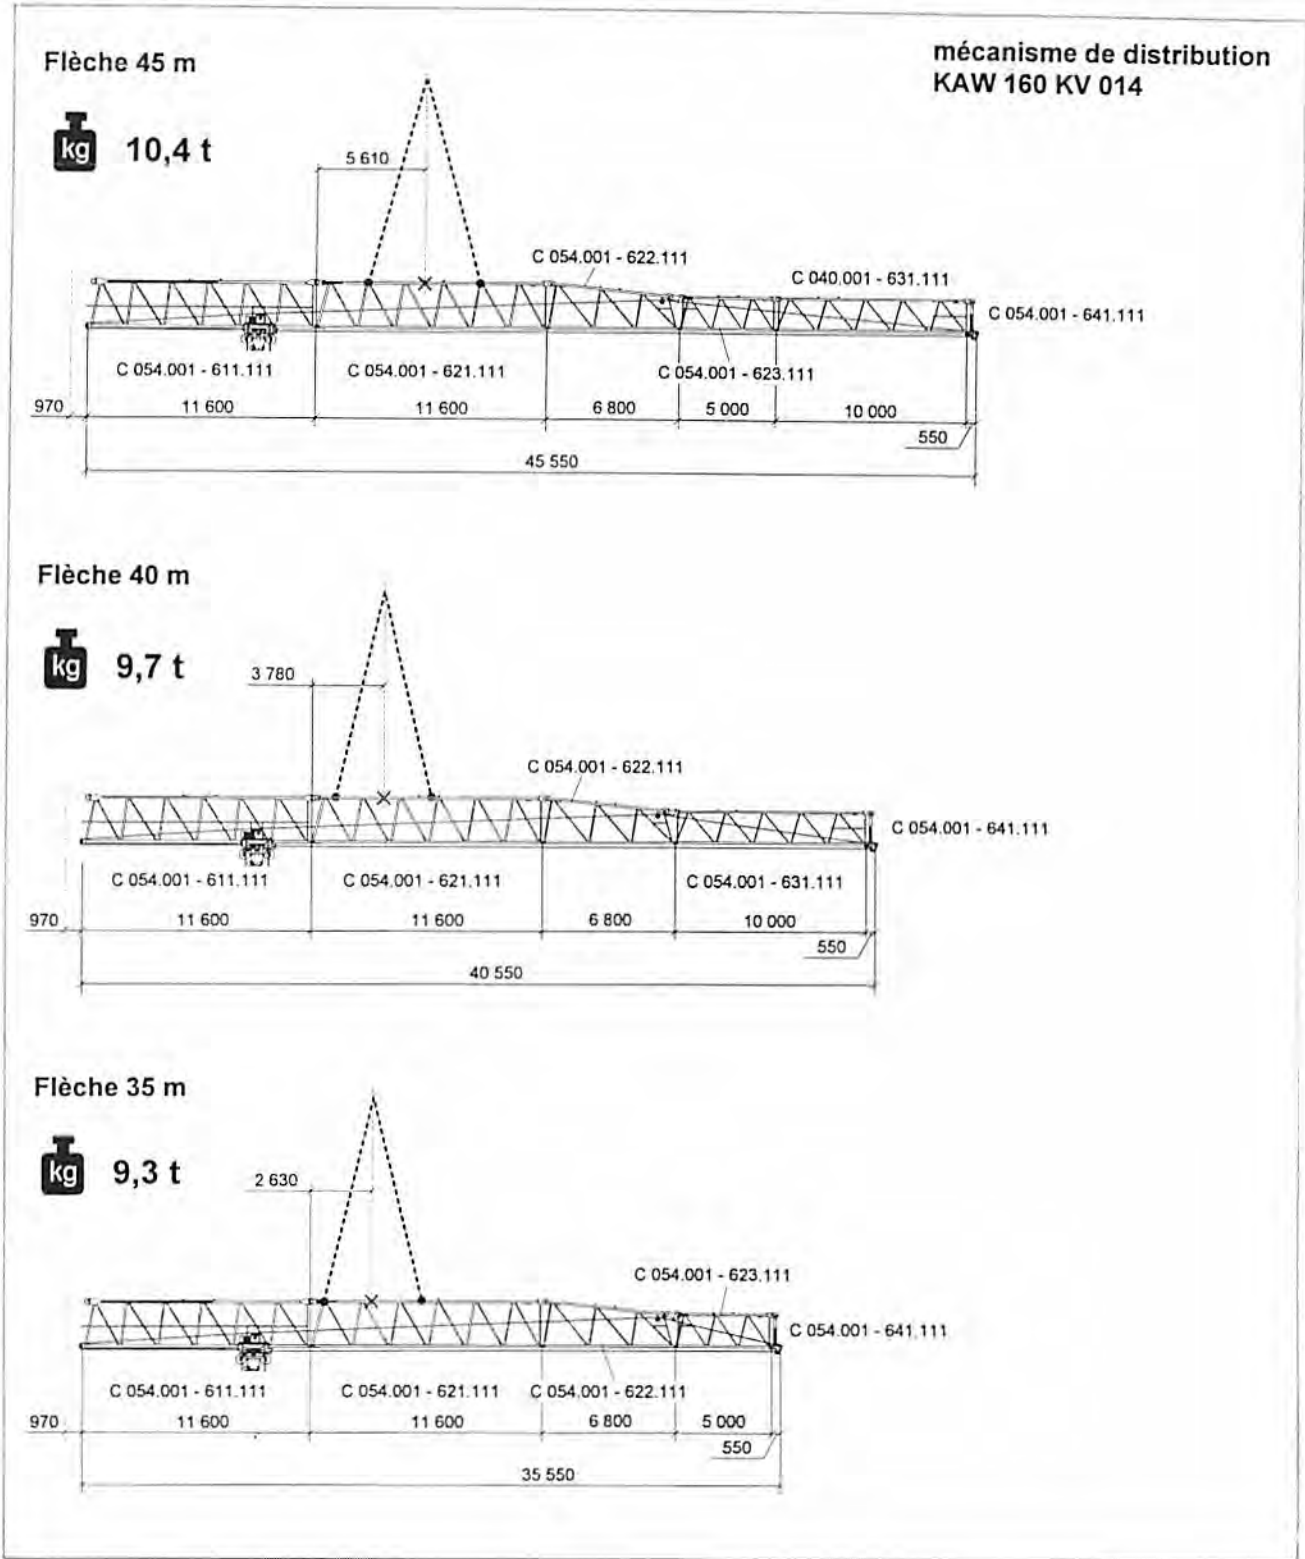 Flèche 45 m
mécanisme de distribution
KAW 160 KV 014
kg 10,4 t
5 610
C 054.001 - 622.111
C 040.001 - 631.111
C 054.001 - 641.111
C 054.001 - 611.111 C 054.001 - 621.111 C 054.001 - 623.111
970 11 600 11 600 6 800 5 000 10 000
550
45 550
Flèche 40 m
kg 9,7 t
3 780
C 054.001 - 622.111
C 054.001 - 641.111
C 054.001 - 611.111 C 054.001 - 621.111 C 054.001 - 631.111
970 11 600 11 600 6 800 10 000
550
40 550
Flèche 35 m
kg 9,3 t
2 630
C 054.001 - 623.111
C 054.001 - 641.111
C 054.001 - 611.111 C 054.001 - 621.111 C 054.001 - 622.111
970 11 600 11 600 6 800 5 000
550
35 550